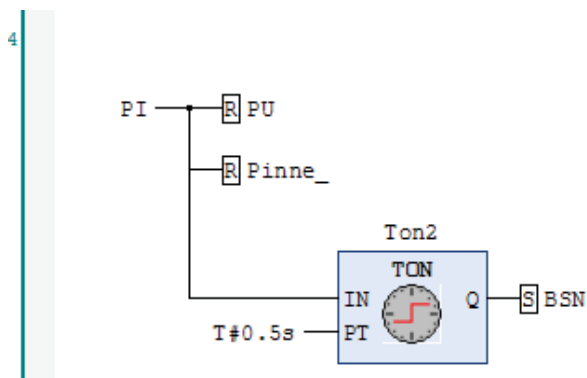 4
PI R PU
R Pinne_
Ton2
TON
IN Q S BSN
T#0.5s PT